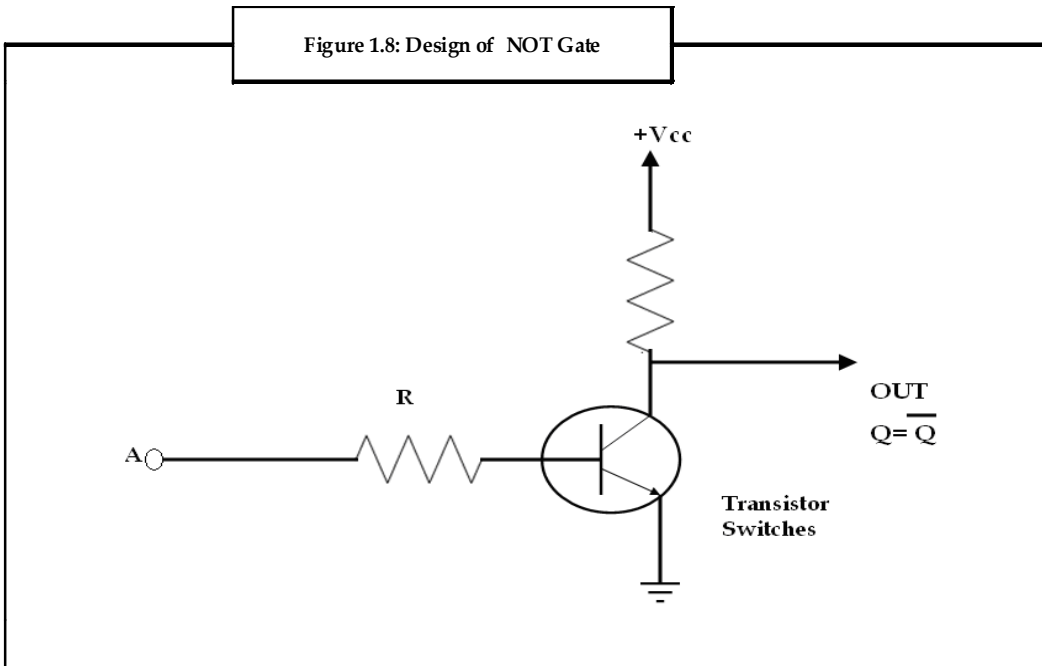 Figure 1.8: Design of NOT Gate
+Vcc
R
OUT
A
Q= Q̅
Transistor
Switches